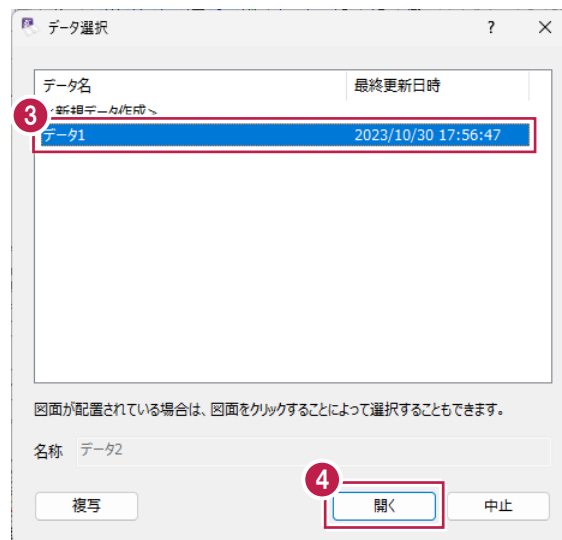 データ選択 ? ×
データ名 最終更新日時
3 <新規データ作成>
データ1 2023/10/30 17:56:47
図面が配置されている場合は、図面をクリックすることによって選択することもできます。
名称 データ2
4
複写 開く 中止